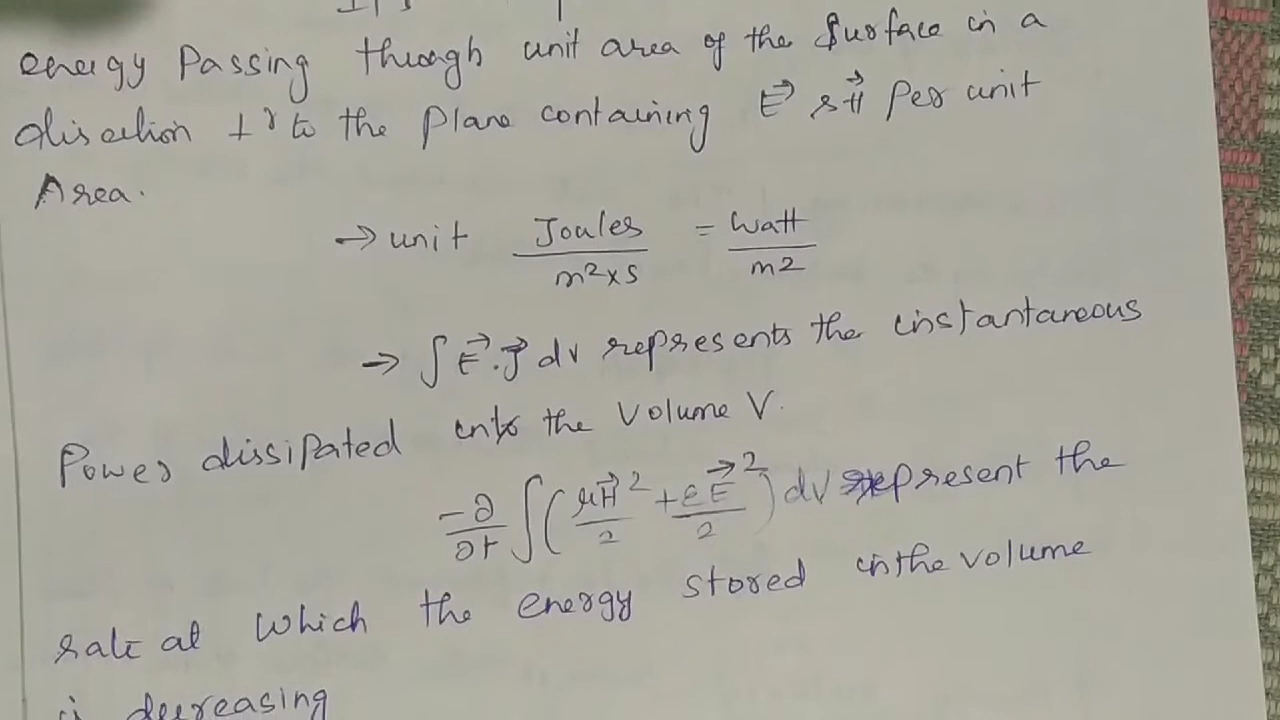 energy Passing through unit area of the Surface in a
direction ⊥r to the plane containing E⃗ & H⃗ Per unit
Area.
→ unit Joules/m²xs = Watt/m2
→ ∫ E⃗.J⃗ dv represents the instantaneous
Power dissipated into the Volume V.
-∂/∂t ∫(μH⃗²/2 + εE⃗²/2) dv represent the
rate at which the energy stored in the volume
is decreasing